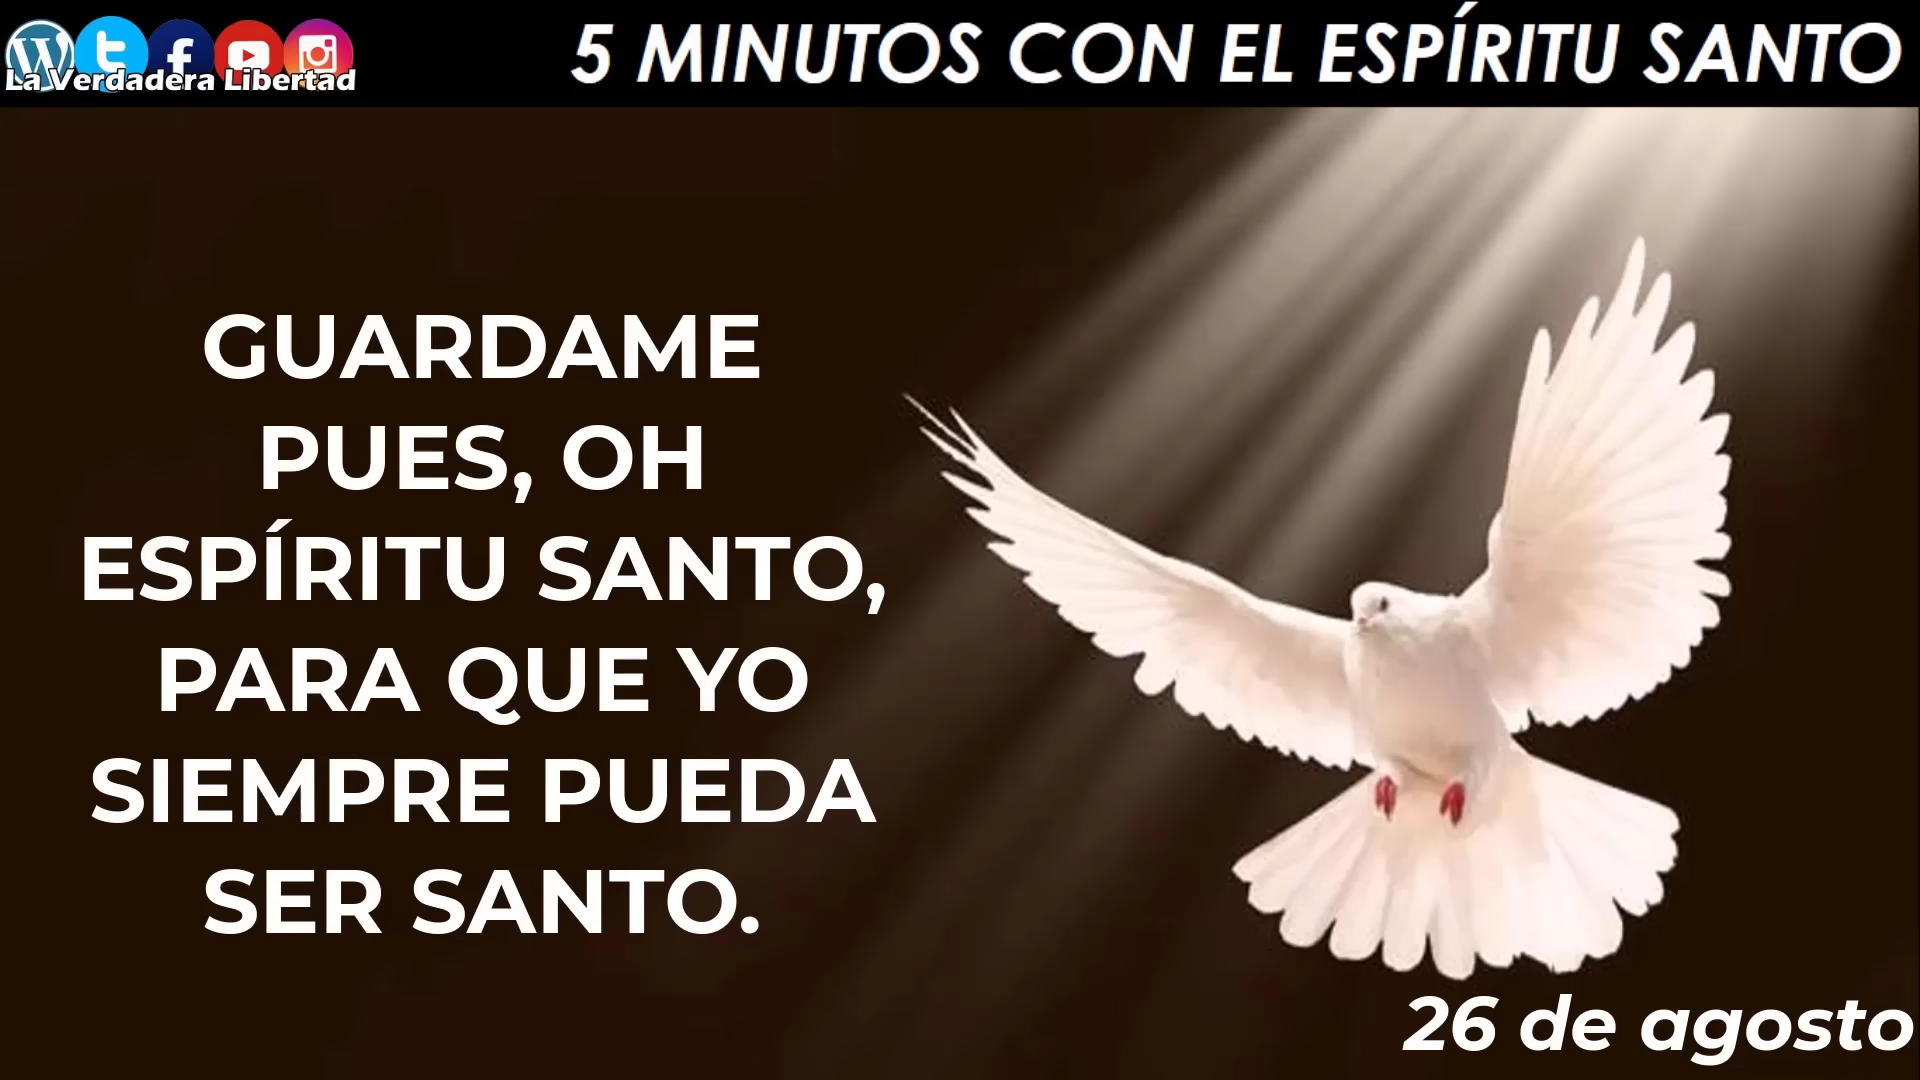 La Verdadera Libertad
5 MINUTOS CON EL ESPÍRITU SANTO
GUARDAME
PUES, OH
ESPÍRITU SANTO,
PARA QUE YO
SIEMPRE PUEDA
SER SANTO.
26 de agosto